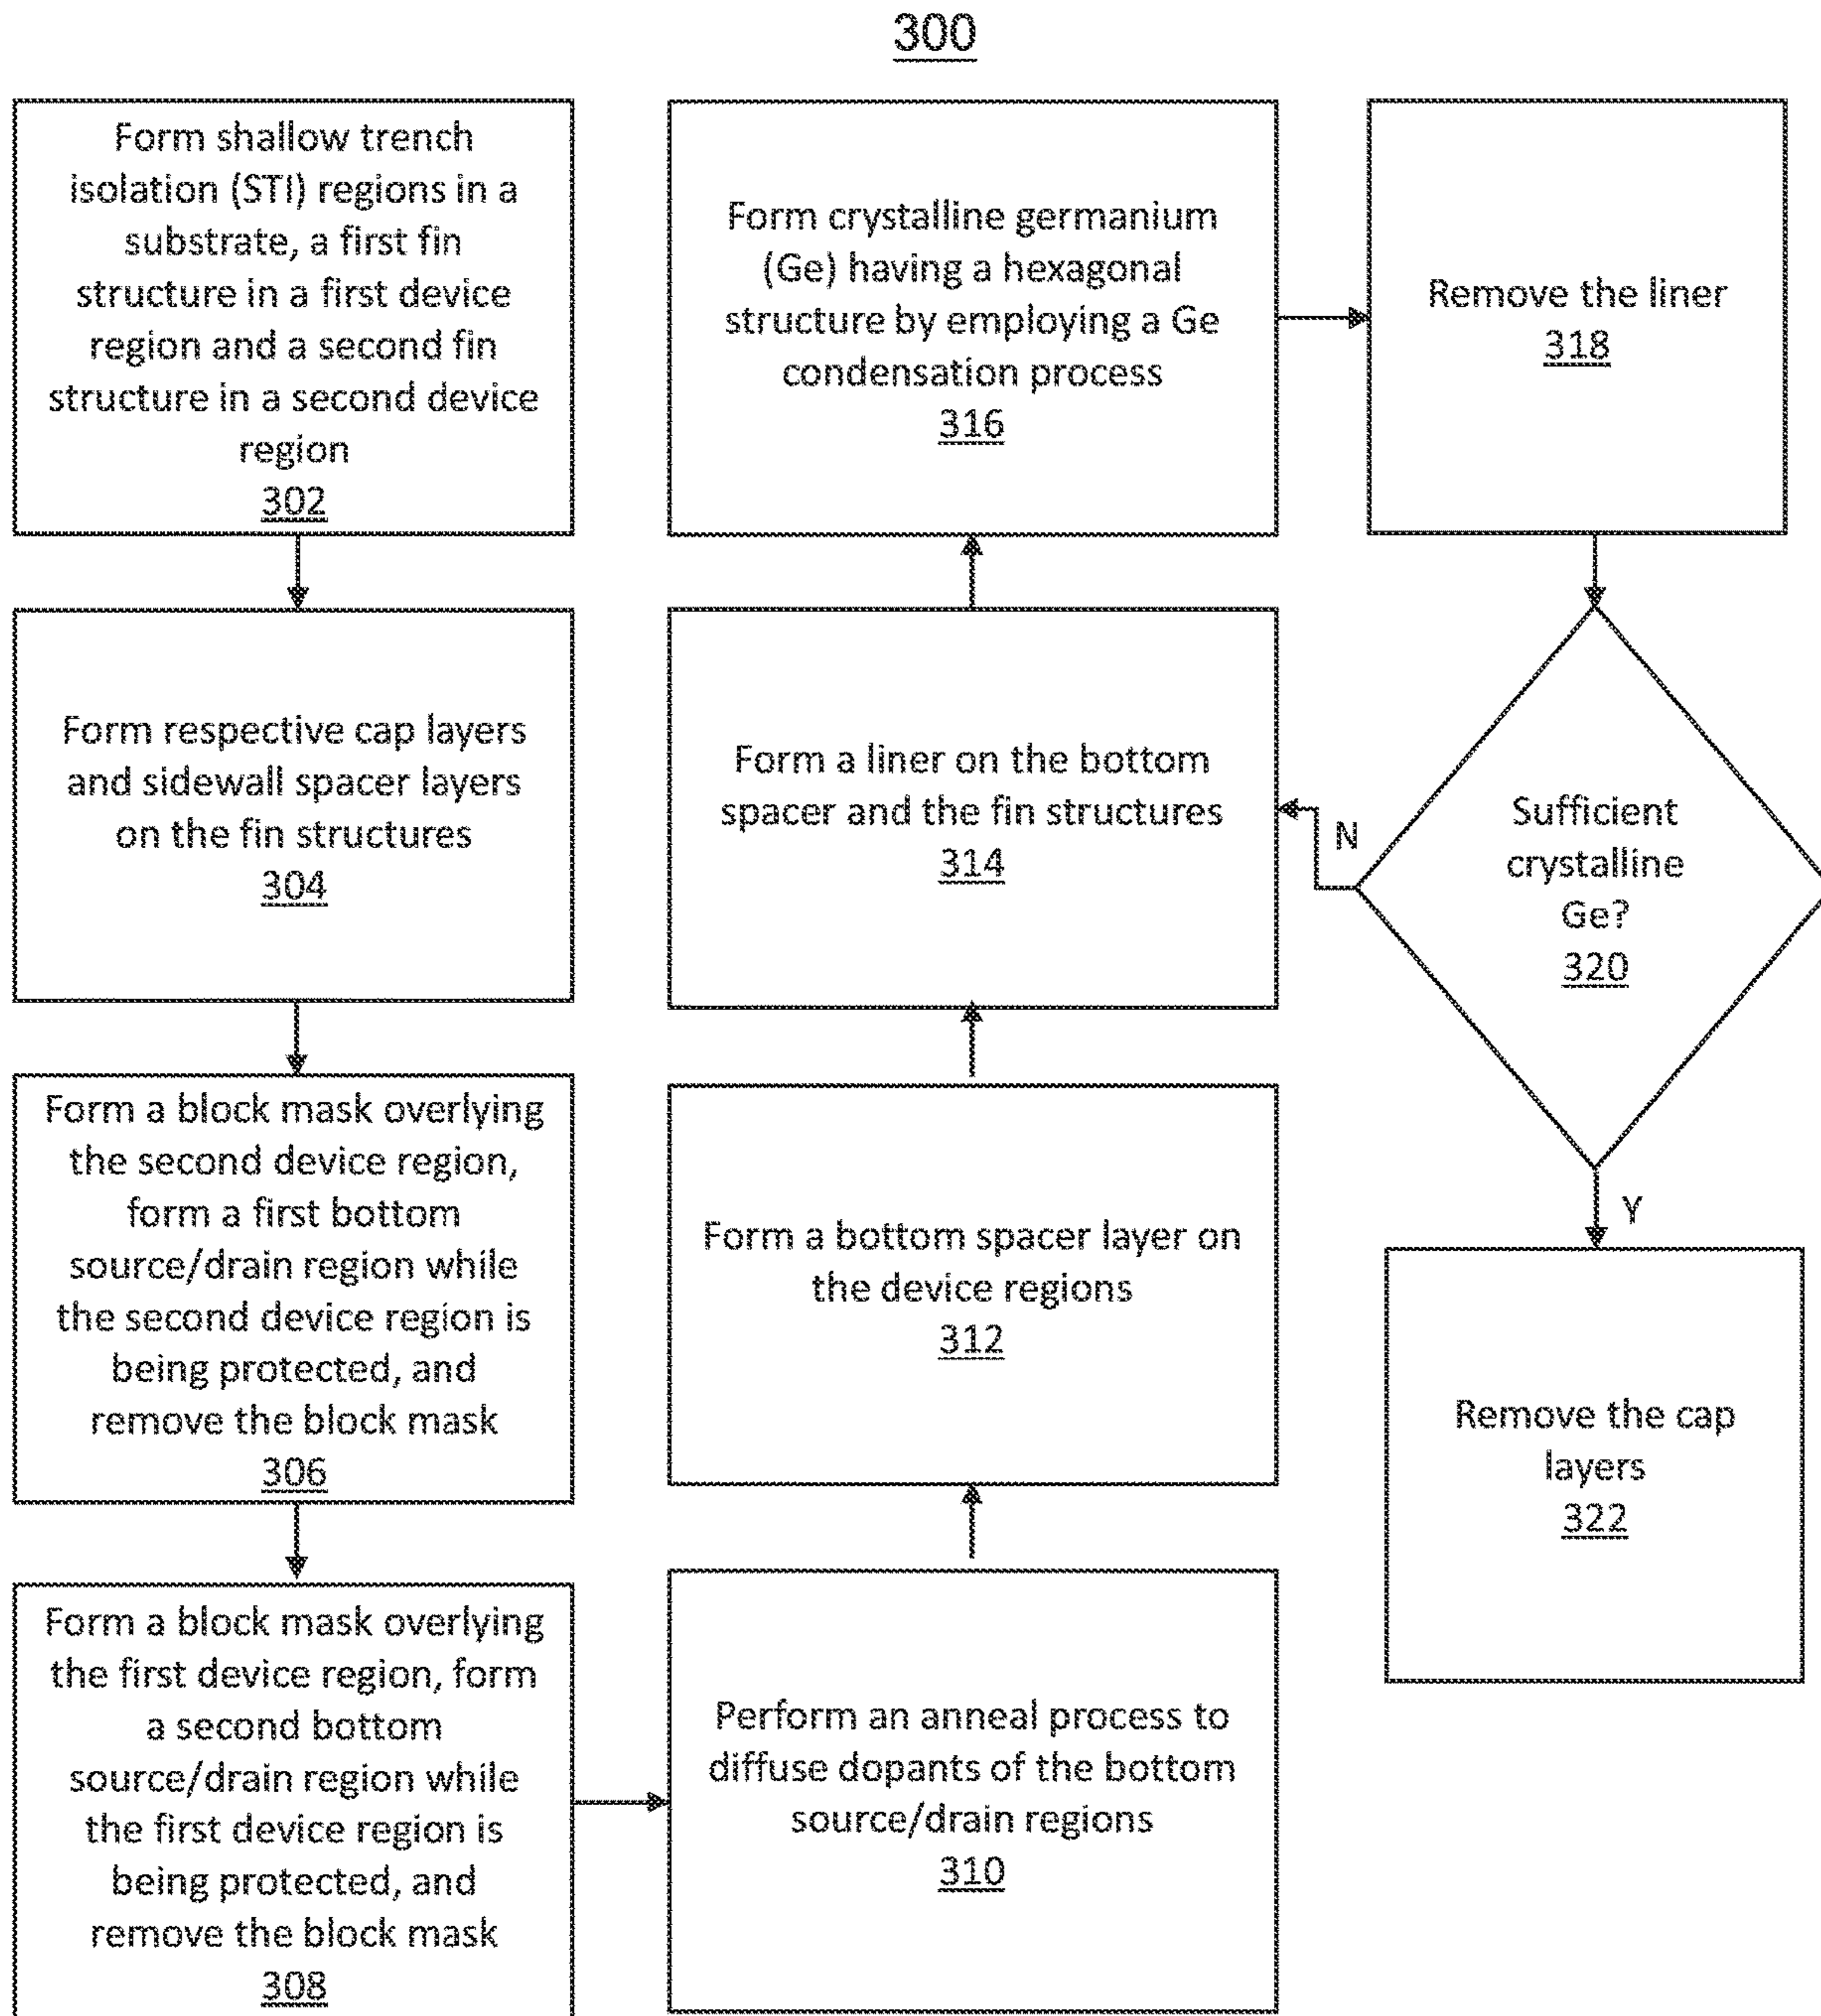 300
Form shallow trench
isolation (STI) regions in a
substrate, a first fin
structure in a first device
region and a second fin
structure in a second device
region
302
Form respective cap layers
and sidewall spacer layers
on the fin structures
304
Form a block mask overlying
the second device region,
form a first bottom
source/drain region while
the second device region is
being protected, and
remove the block mask
306
Form a block mask overlying
the first device region, form
a second bottom
source/drain region while
the first device region is
being protected, and
remove the block mask
308
Perform an anneal process to
diffuse dopants of the bottom
source/drain regions
310
Form a bottom spacer layer on
the device regions
312
Form a liner on the bottom
spacer and the fin structures
314
Form crystalline germanium
(Ge) having a hexagonal
structure by employing a Ge
condensation process
316
Remove the liner
318
Sufficient
crystalline
Ge?
320
N
Y
Remove the cap
layers
322